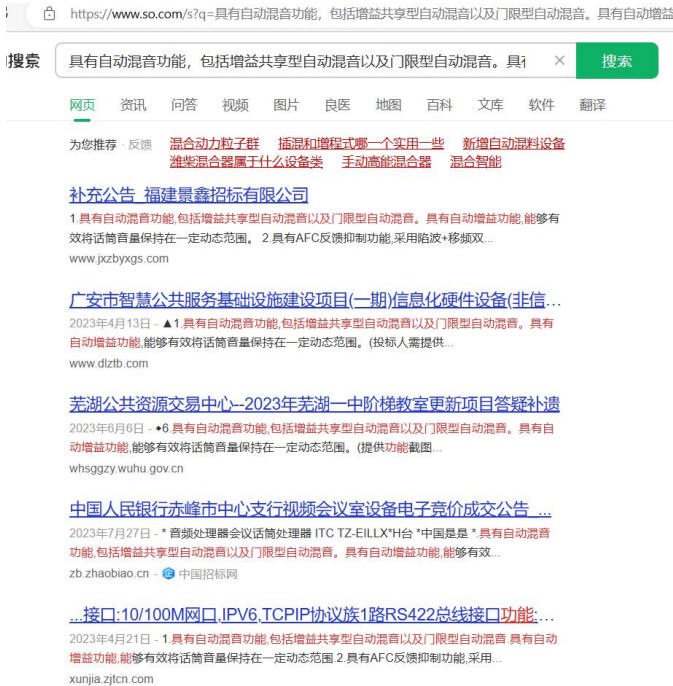 https://www.so.com/s?q=具有自动混音功能，包括增益共享型自动混音以及门限型自动混音。具有自动增益
搜索 具有自动混音功能，包括增益共享型自动混音以及门限型自动混音。具有 × 搜索
网页 资讯 问答 视频 图片 良医 地图 百科 文库 软件 翻译
为您推荐 · 反馈 混合动力粒子群 插混和增程式哪一个实用一些 新增自动混料设备
潍柴混合器属于什么设备类 手动高能混合器 混合智能
补充公告_福建景鑫招标有限公司
1.具有自动混音功能,包括增益共享型自动混音以及门限型自动混音。具有自动增益功能,能够有
效将话筒音量保持在一定动态范围。 2.具有AFC反馈抑制功能,采用陷波+移频双...
www.jxzbyxgs.com
广安市智慧公共服务基础设施建设项目(一期)信息化硬件设备(非信...
2023年4月13日 - ▲1.具有自动混音功能,包括增益共享型自动混音以及门限型自动混音。具有
自动增益功能,能够有效将话筒音量保持在一定动态范围。(投标人需提供...
www.dlztb.com
芜湖公共资源交易中心--2023年芜湖一中阶梯教室更新项目答疑补遗
2023年6月6日 - ◆6.具有自动混音功能,包括增益共享型自动混音以及门限型自动混音。具有自
动增益功能,能够有效将话筒音量保持在一定动态范围。(提供功能截图...
whsggzy.wuhu.gov.cn
中国人民银行赤峰市中心支行视频会议室设备电子竞价成交公告_...
2023年7月27日 - * 音频处理器会议话筒处理器 ITC TZ-EILLX*H台 *中国是是 *.具有自动混音
功能,包括增益共享型自动混音以及门限型自动混音。具有自动增益功能,能够有效...
zb.zhaobiao.cn - 中国招标网
...接口:10/100M网口,IPV6,TCPIP协议族1路RS422总线接口功能:...
2023年4月21日 - 1.具有自动混音功能,包括增益共享型自动混音以及门限型自动混音.具有自动
增益功能,能够有效将话筒音量保持在一定动态范围.2.具有AFC反馈抑制功能,采用...
xunjia.zjtcn.com